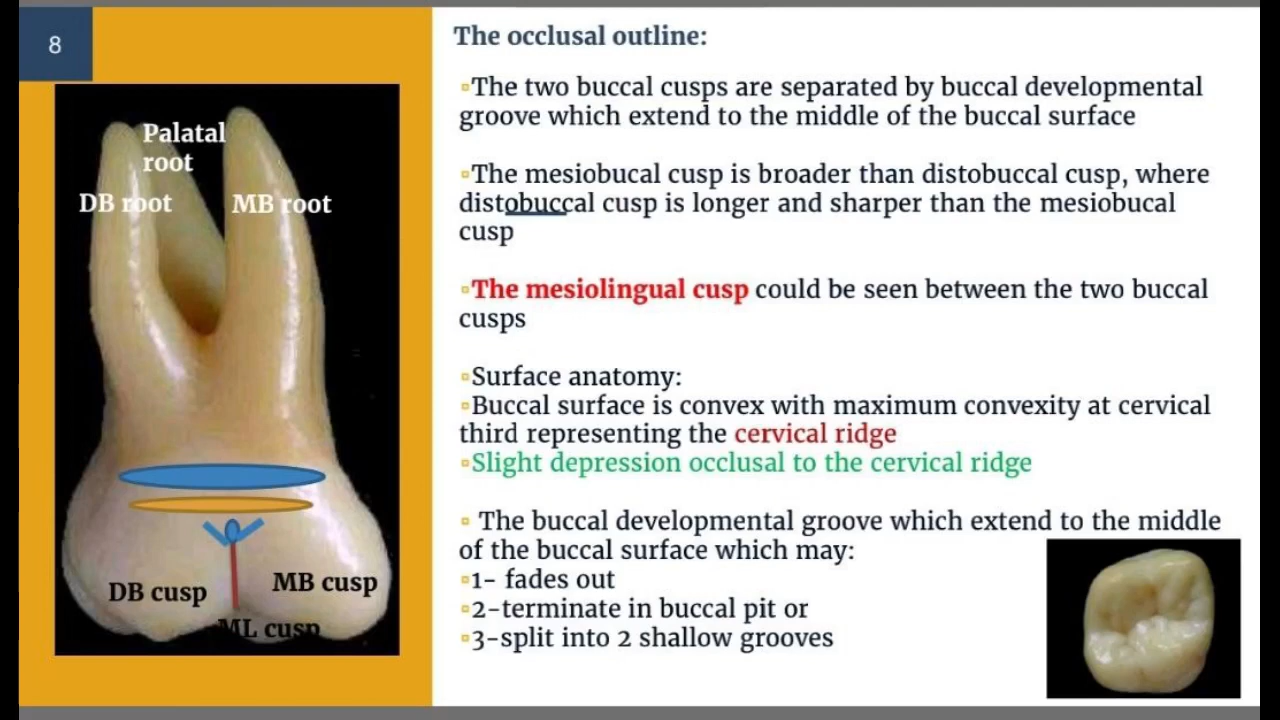 8
Palatal
root
DB root
MB root
DB cusp
MB cusp
ML cusp
The occlusal outline:
The two buccal cusps are separated by buccal developmental
groove which extend to the middle of the buccal surface
The mesiobucal cusp is broader than distobuccal cusp, where
distobuccal cusp is longer and sharper than the mesiobucal
cusp
The mesiolingual cusp could be seen between the two buccal
cusps
Surface anatomy:
Buccal surface is convex with maximum convexity at cervical
third representing the cervical ridge
Slight depression occlusal to the cervical ridge
The buccal developmental groove which extend to the middle
of the buccal surface which may:
1- fades out
2-terminate in buccal pit or
3-split into 2 shallow grooves